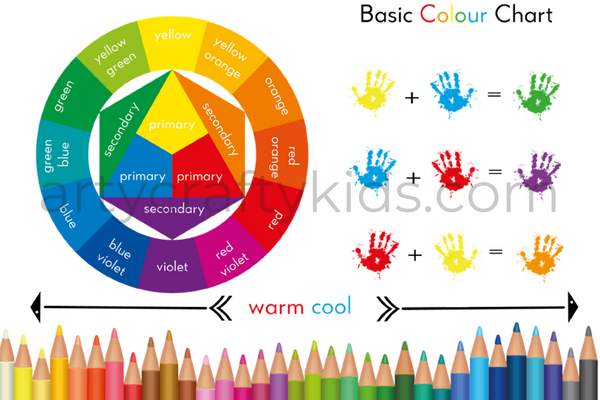 Basic Colour Chart
yellow
yellow orange
orange
red orange
red
red violet
violet
blue violet
blue
green blue
green
yellow green
primary
secondary
primary
secondary
primary
secondary
+ =
+ =
+ =
artycraftykids.com
warm cool